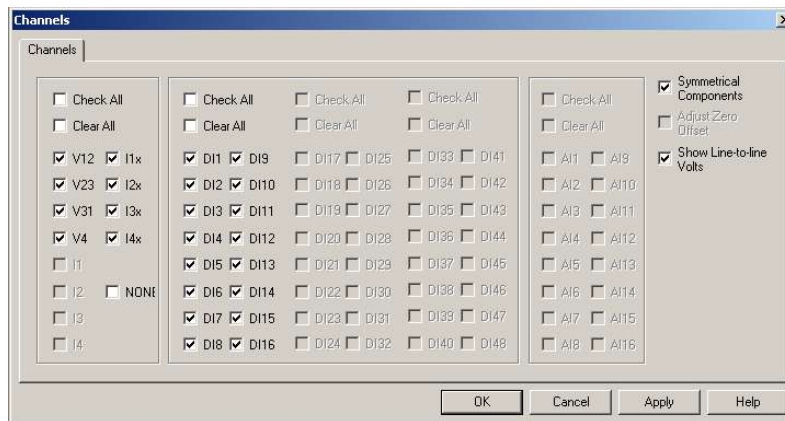 Channels
Channels
Check All Check All Check All Check All Check All
Clear All Clear All Clear All Clear All Clear All
Symmetrical
Components
Adjust Zero
Offset
Show Line-to-line
Volts
V12 I1x DI1 DI9 DI17 DI25 DI33 DI41 AI1 AI9
V23 I2x DI2 DI10 DI18 DI26 DI34 DI42 AI2 AI10
V31 I3x DI3 DI11 DI19 DI27 DI35 DI43 AI3 AI11
V4 I4x DI4 DI12 DI20 DI28 DI36 DI44 AI4 AI12
I1 DI5 DI13 DI21 DI29 DI37 DI45 AI5 AI13
I2 NONE DI6 DI14 DI22 DI30 DI38 DI46 AI6 AI14
I3 DI7 DI15 DI23 DI31 DI39 DI47 AI7 AI15
I4 DI8 DI16 DI24 DI32 DI40 DI48 AI8 AI16
OK Cancel Apply Help